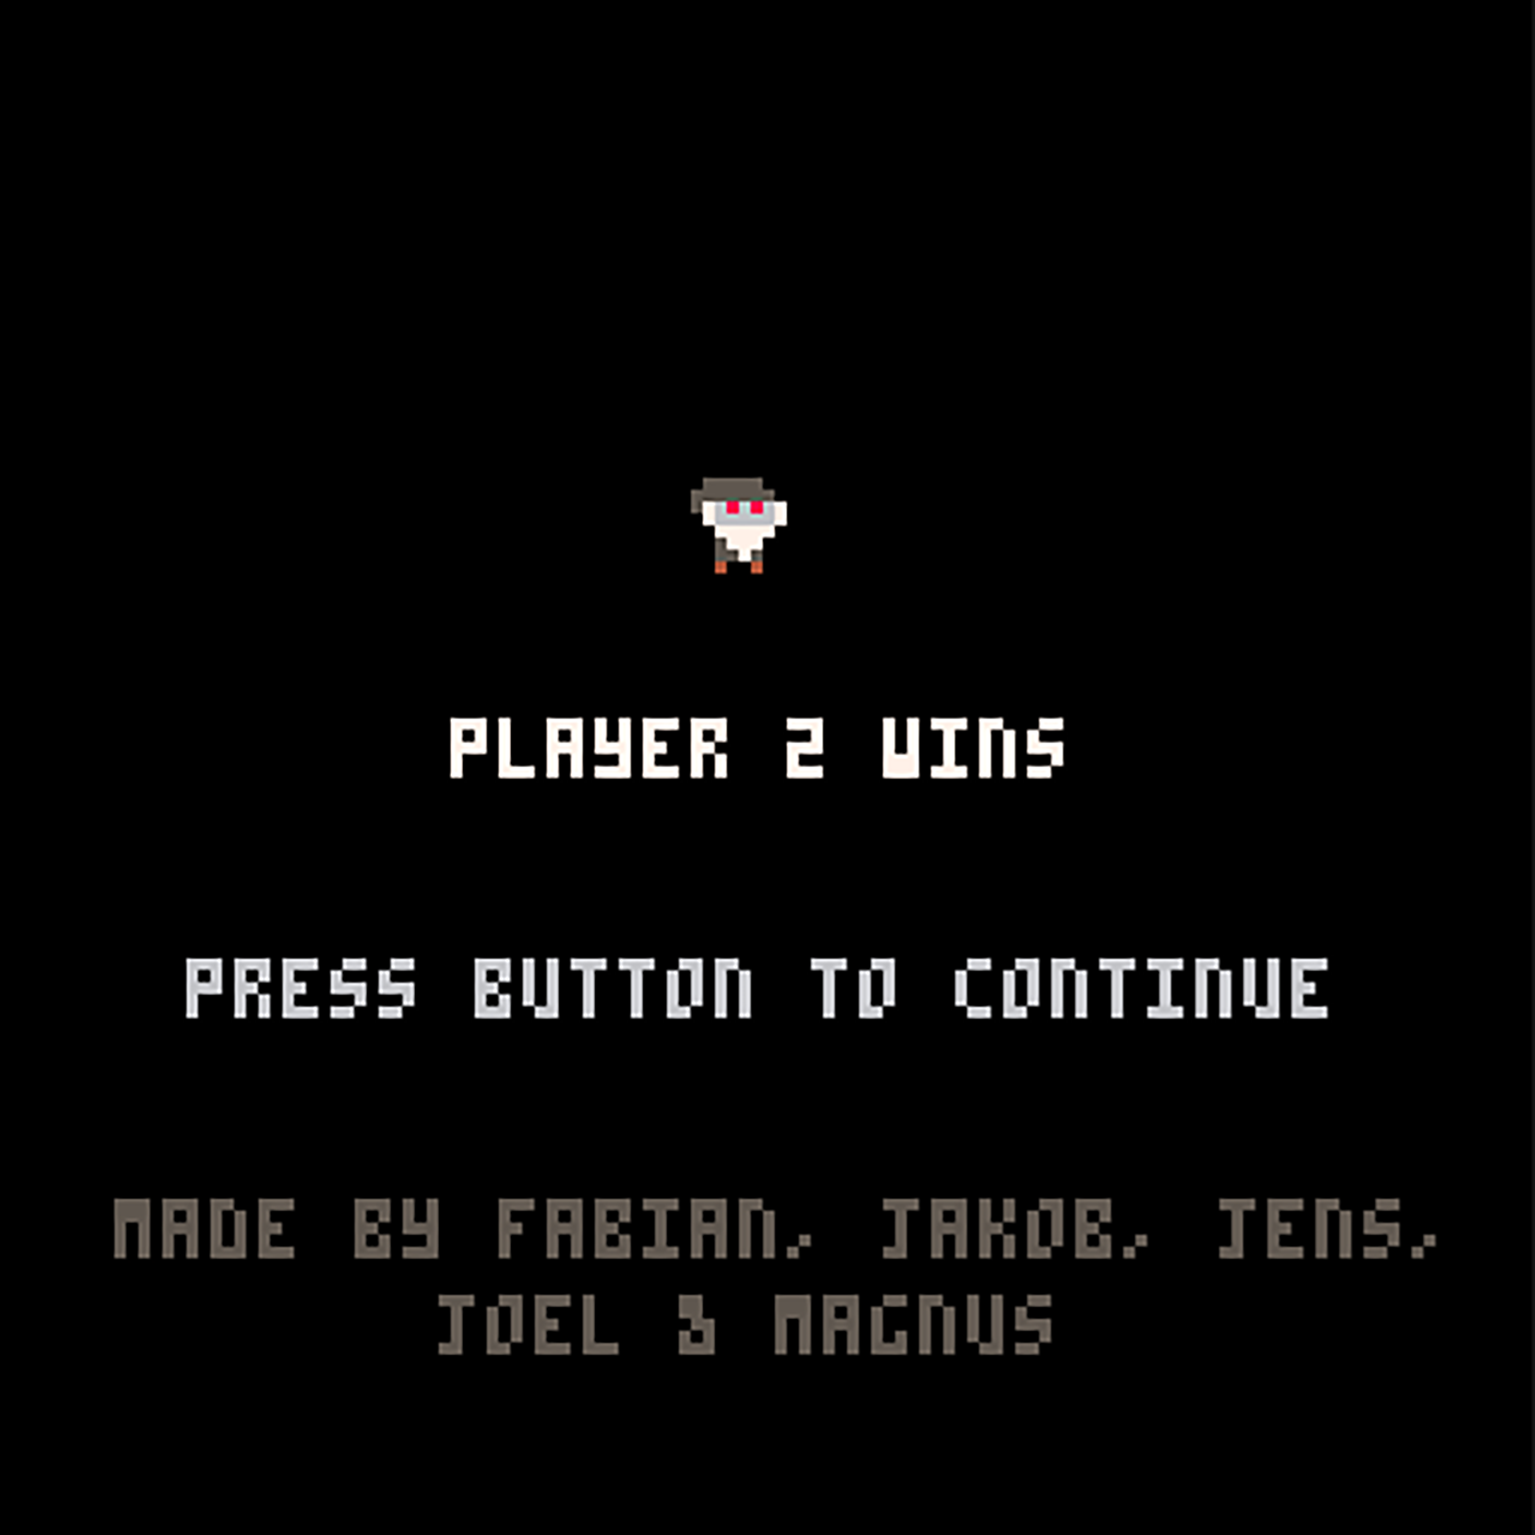 PLAYER 2 WINS
PRESS BUTTON TO CONTINUE
MADE BY FABIAN, JAKOB, JENS,
JOEL & MAGNUS